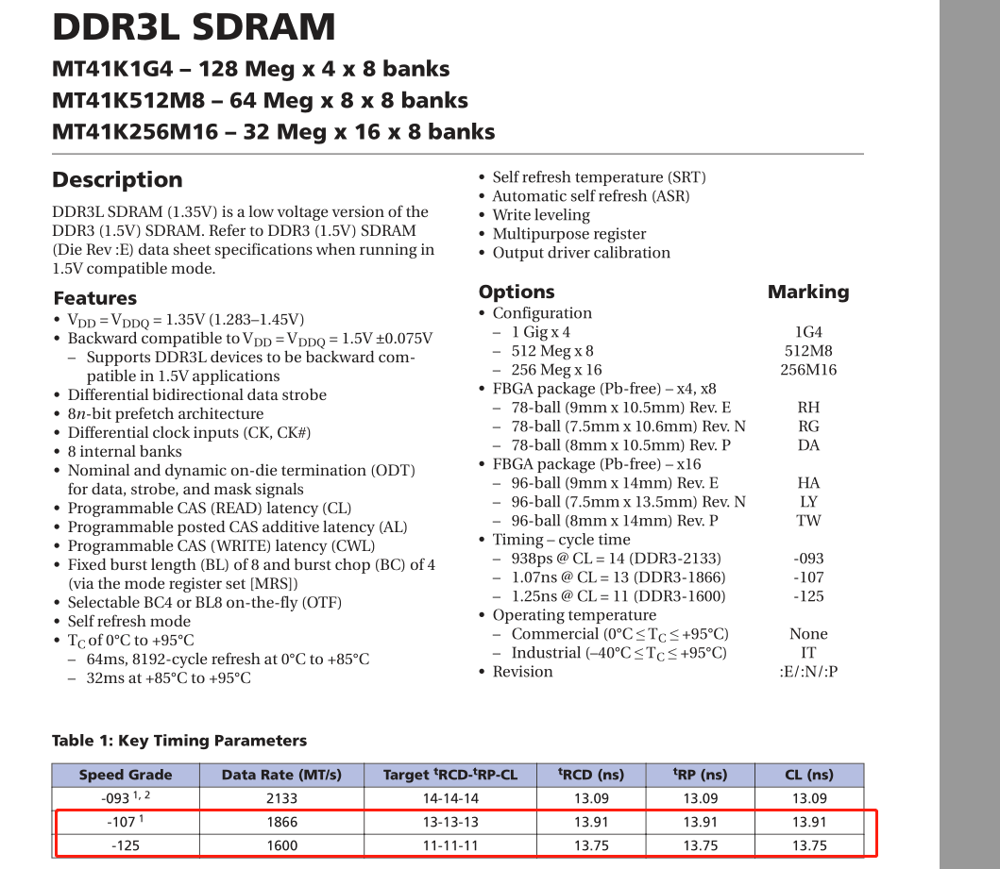 DDR3L SDRAM
MT41K1G4 – 128 Meg x 4 x 8 banks
MT41K512M8 – 64 Meg x 8 x 8 banks
MT41K256M16 – 32 Meg x 16 x 8 banks
Description
DDR3L SDRAM (1.35V) is a low voltage version of the
DDR3 (1.5V) SDRAM. Refer to DDR3 (1.5V) SDRAM
(Die Rev :E) data sheet specifications when running in
1.5V compatible mode.
Features
• VDD = VDDQ = 1.35V (1.283–1.45V)
• Backward compatible to VDD = VDDQ = 1.5V ±0.075V
– Supports DDR3L devices to be backward com-
patible in 1.5V applications
• Differential bidirectional data strobe
• 8n-bit prefetch architecture
• Differential clock inputs (CK, CK#)
• 8 internal banks
• Nominal and dynamic on-die termination (ODT)
for data, strobe, and mask signals
• Programmable CAS (READ) latency (CL)
• Programmable posted CAS additive latency (AL)
• Programmable CAS (WRITE) latency (CWL)
• Fixed burst length (BL) of 8 and burst chop (BC) of 4
(via the mode register set [MRS])
• Selectable BC4 or BL8 on-the-fly (OTF)
• Self refresh mode
• TC of 0°C to +95°C
– 64ms, 8192-cycle refresh at 0°C to +85°C
– 32ms at +85°C to +95°C
• Self refresh temperature (SRT)
• Automatic self refresh (ASR)
• Write leveling
• Multipurpose register
• Output driver calibration
Options Marking
• Configuration
– 1 Gig x 4 1G4
– 512 Meg x 8 512M8
– 256 Meg x 16 256M16
• FBGA package (Pb-free) – x4, x8
– 78-ball (9mm x 10.5mm) Rev. E RH
– 78-ball (7.5mm x 10.6mm) Rev. N RG
– 78-ball (8mm x 10.5mm) Rev. P DA
• FBGA package (Pb-free) – x16
– 96-ball (9mm x 14mm) Rev. E HA
– 96-ball (7.5mm x 13.5mm) Rev. N LY
– 96-ball (8mm x 14mm) Rev. P TW
• Timing – cycle time
– 938ps @ CL = 14 (DDR3-2133) -093
– 1.07ns @ CL = 13 (DDR3-1866) -107
– 1.25ns @ CL = 11 (DDR3-1600) -125
• Operating temperature
– Commercial (0°C ≤ TC ≤ +95°C) None
– Industrial (–40°C ≤ TC ≤ +95°C) IT
• Revision :E/:N/:P
Table 1: Key Timing Parameters
Speed Grade Data Rate (MT/s) Target tRCD-tRP-CL tRCD (ns) tRP (ns) CL (ns)
-093 1, 2 2133 14-14-14 13.09 13.09 13.09
-107 1 1866 13-13-13 13.91 13.91 13.91
-125 1600 11-11-11 13.75 13.75 13.75